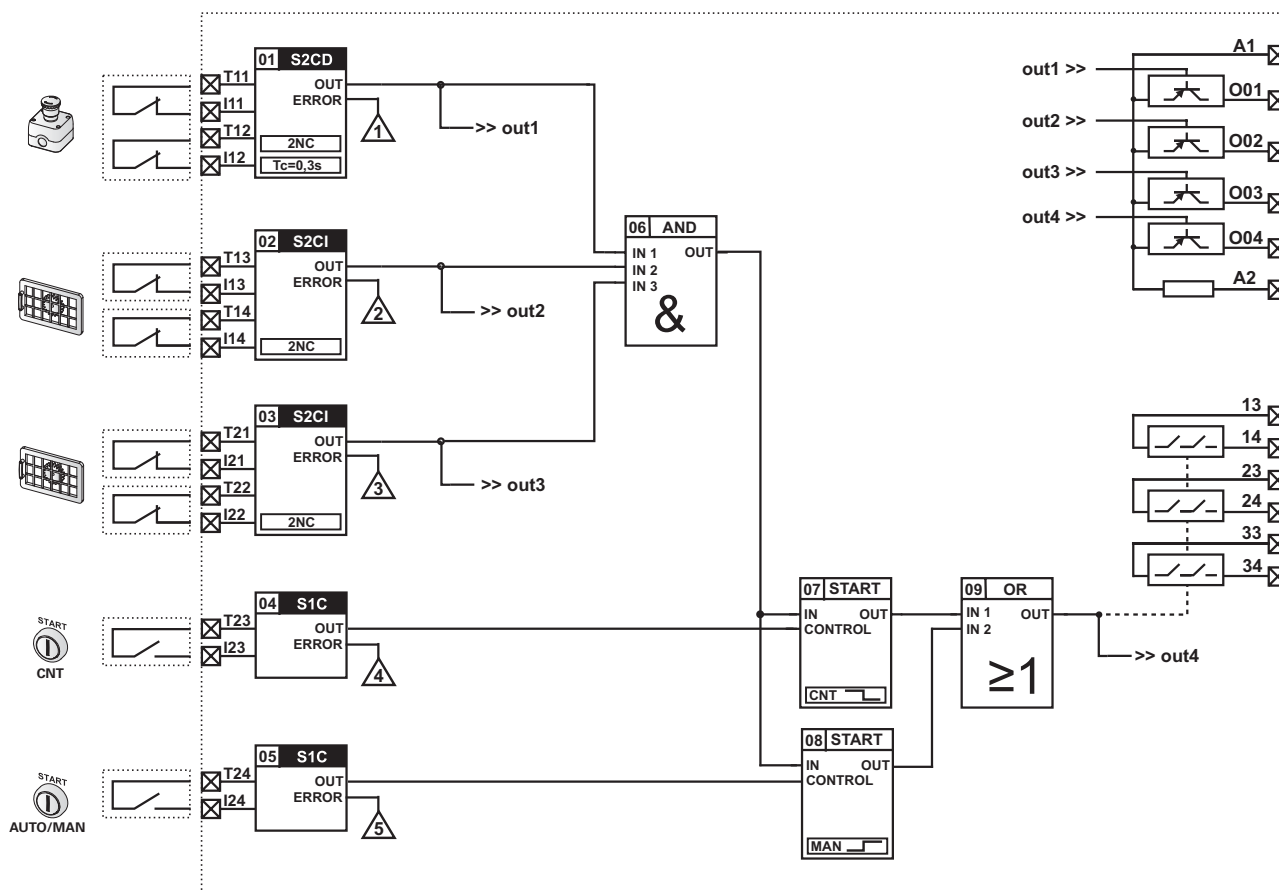 01 S2CD
T11
I11
T12
I12
OUT
ERROR
1
2NC
Tc=0,3s
>> out1
02 S2CI
T13
I13
T14
I14
OUT
ERROR
2
2NC
>> out2
03 S2CI
T21
I21
T22
I22
OUT
ERROR
3
2NC
>> out3
06 AND
IN 1
IN 2
IN 3
OUT
&
A1
out1 >>
O01
out2 >>
O02
out3 >>
O03
out4 >>
O04
A2
13
14
23
24
33
34
START
CNT
04 S1C
T23
I23
OUT
ERROR
4
START
AUTO/MAN
05 S1C
T24
I24
OUT
ERROR
5
07 START
IN OUT
CONTROL
CNT
08 START
IN OUT
CONTROL
MAN
09 OR
IN 1
IN 2
OUT
≥1
>> out4